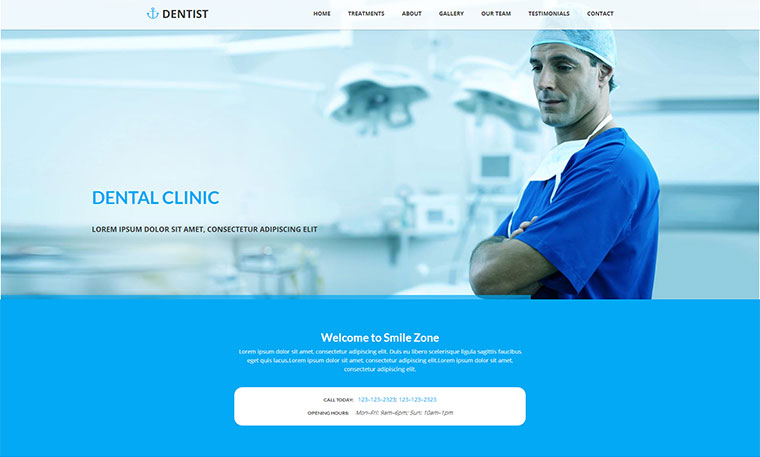 DENTIST
HOME TREATMENTS ABOUT GALLERY OUR TEAM TESTIMONIALS CONTACT
DENTAL CLINIC
LOREM IPSUM DOLOR SIT AMET, CONSECTETUR ADIPISCING ELIT
Welcome to Smile Zone
Lorem ipsum dolor sit amet, consectetur adipiscing elit. Duis eu libero scelerisque ligula sagittis faucibus
eget quis lacus.Lorem ipsum dolor sit amet, consectetur adipiscing elit.Lorem ipsum dolor sit amet,
consectetur adipiscing elit.
CALL TODAY: 123-123-2323; 123-123-2323
OPENING HOURS: Mon-Fri: 9am-6pm; Sun: 10am-1pm